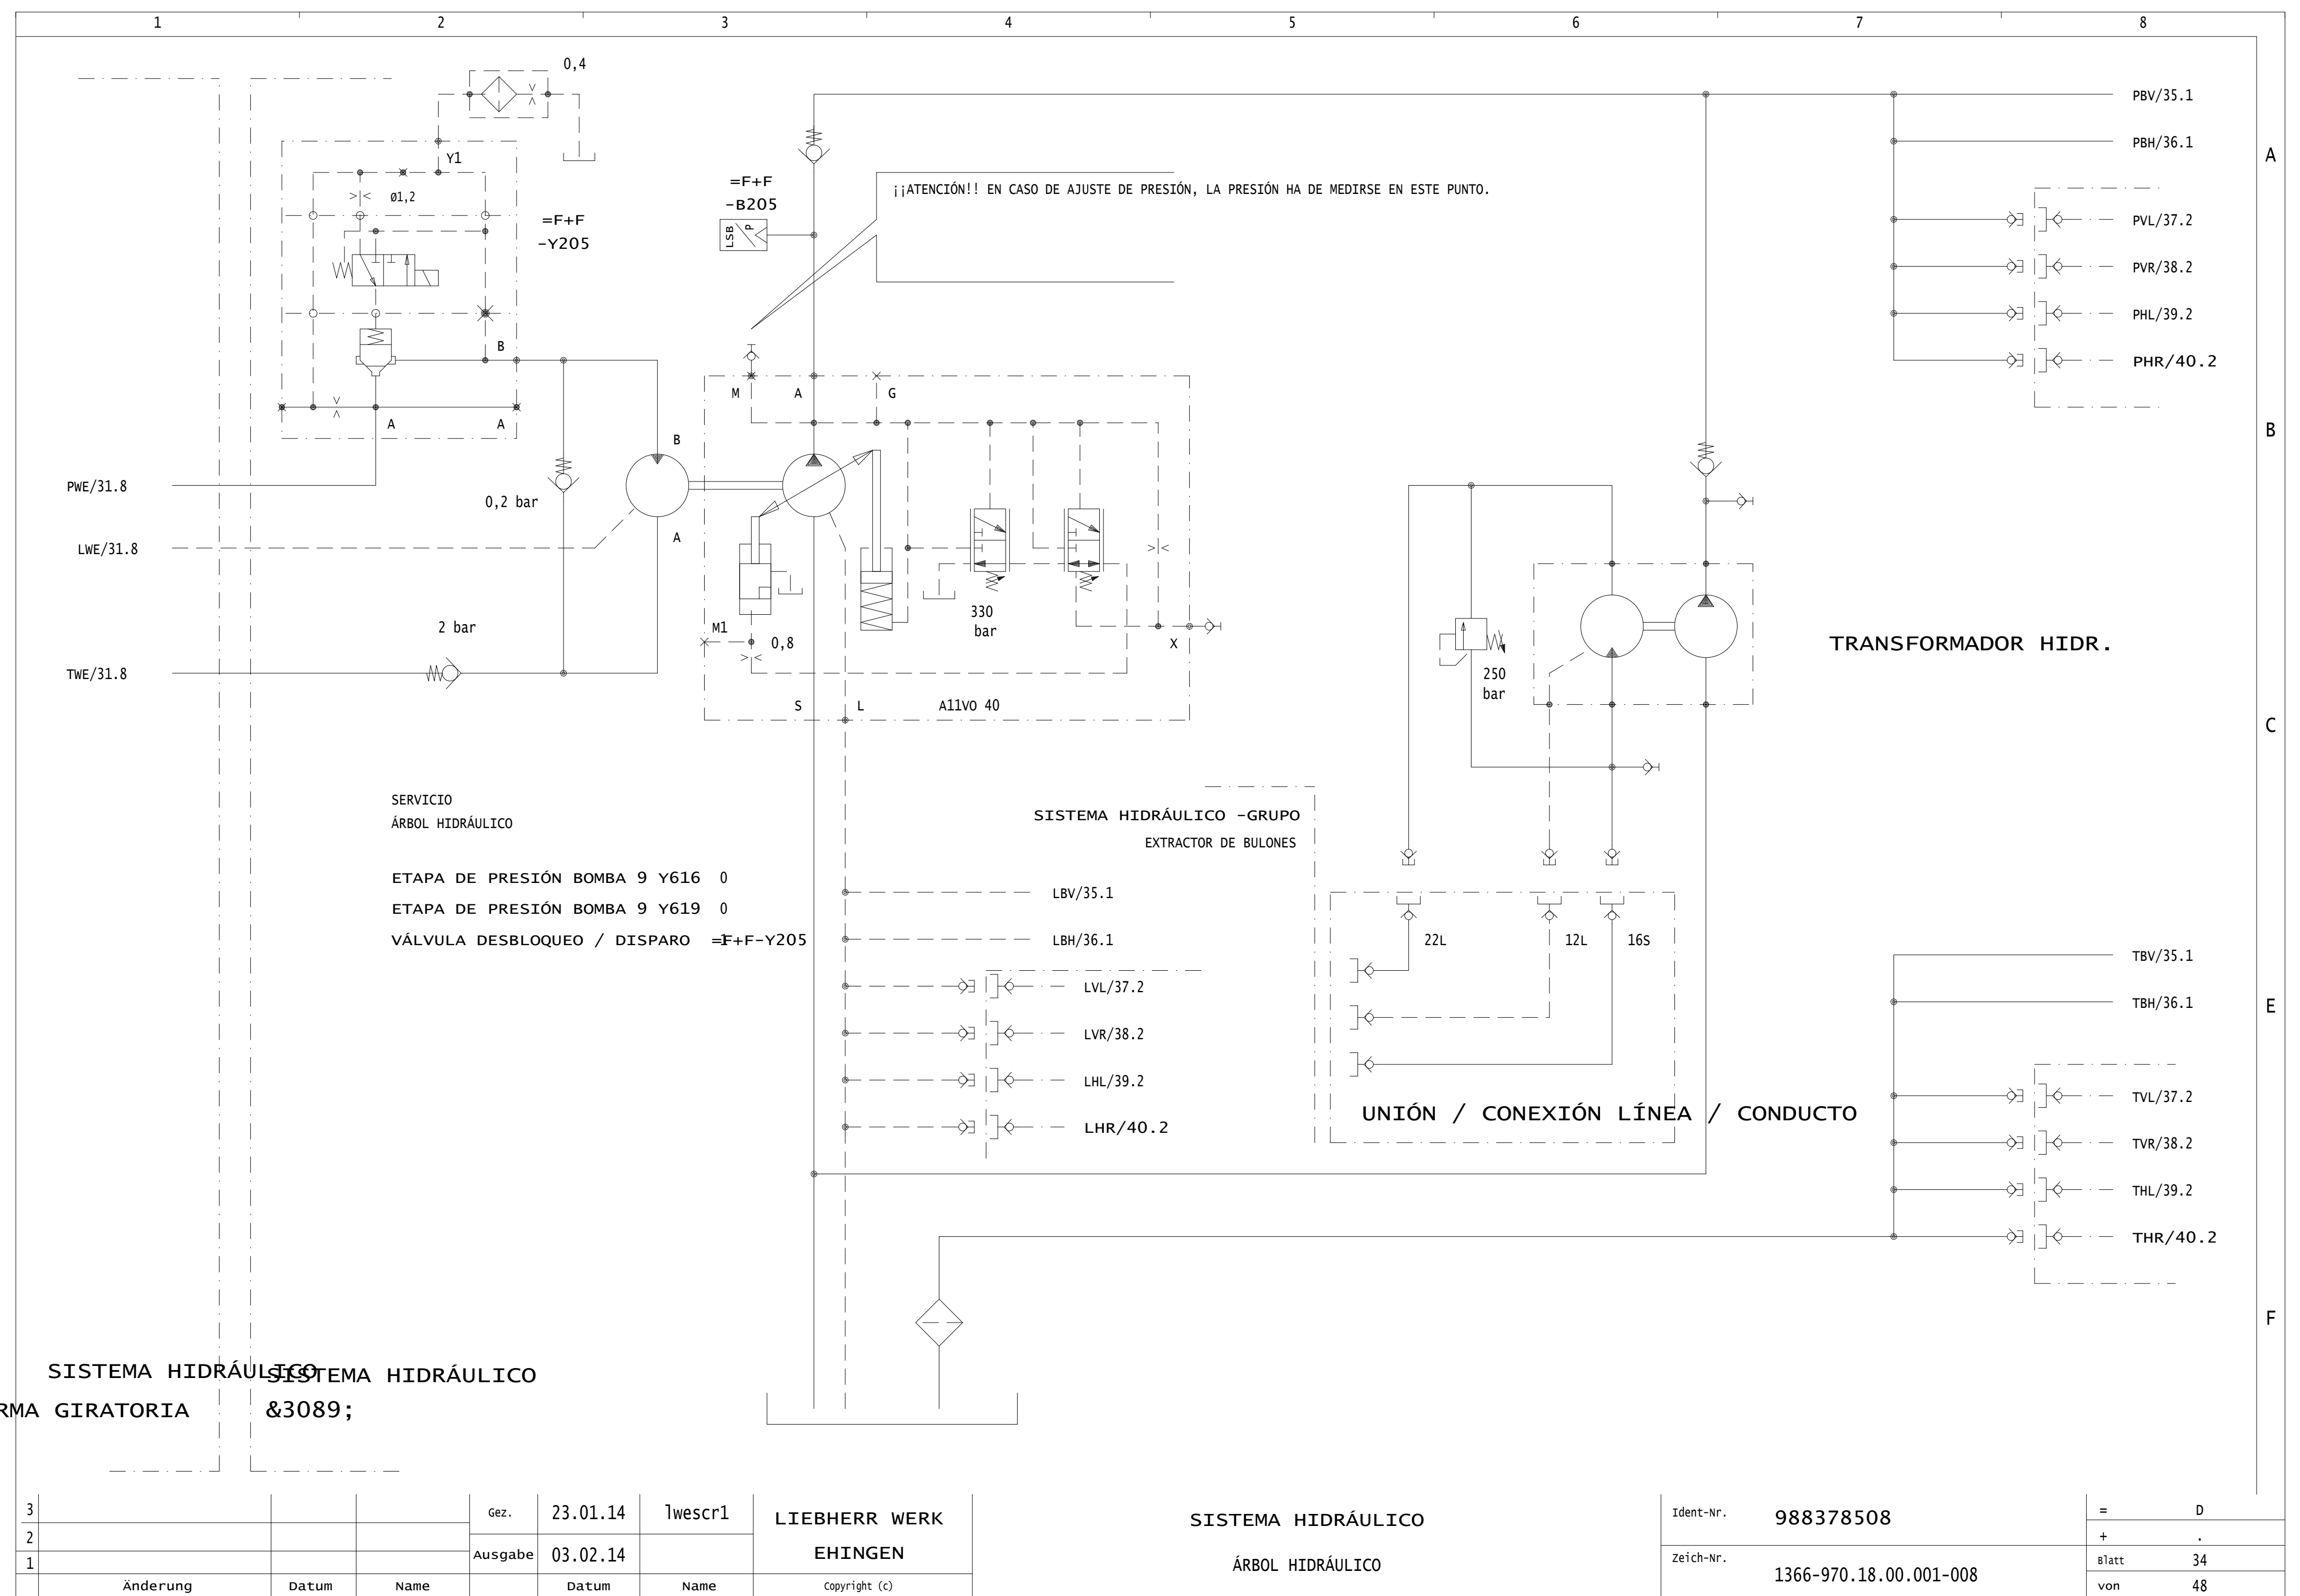 1 2 3 4 5 6 7 8
0,4
PBV/35.1
PBH/36.1
A
Y1
ø1,2
=F+F
-Y205
=F+F
-B205
LSB
P
¡¡ATENCIÓN!! EN CASO DE AJUSTE DE PRESIÓN, LA PRESIÓN HA DE MEDIRSE EN ESTE PUNTO.
PVL/37.2
PVR/38.2
PHL/39.2
PHR/40.2
B
M A G
A A
B
B
PWE/31.8
0,2 bar
A
LWE/31.8
330
bar
2 bar
M1
0,8
X
TRANSFORMADOR HIDR.
TWE/31.8
250
bar
S L A11VO 40
C
SERVICIO
ÁRBOL HIDRÁULICO
SISTEMA HIDRÁULICO -GRUPO
EXTRACTOR DE BULONES
ETAPA DE PRESIÓN BOMBA 9 Y616 0
ETAPA DE PRESIÓN BOMBA 9 Y619 0
VÁLVULA DESBLOQUEO / DISPARO =F+F-Y205 1
LBV/35.1
LBH/36.1
22L 12L 16S
LVL/37.2
LVR/38.2
LHL/39.2
LHR/40.2
UNIÓN / CONEXIÓN LÍNEA / CONDUCTO
TBV/35.1
TBH/36.1
E
TVL/37.2
TVR/38.2
THL/39.2
THR/40.2
F
SISTEMA HIDRÁULICO
RMA GIRATORIA
SISTEMA HIDRÁULICO
&3089;
3
2
1
Änderung Datum Name
Gez. 23.01.14 lwescr1
Ausgabe 03.02.14
Datum Name
LIEBHERR WERK
EHINGEN
Copyright (c)
SISTEMA HIDRÁULICO
ÁRBOL HIDRÁULICO
Ident-Nr. 988378508
Zeich-Nr. 1366-970.18.00.001-008
= D
+ .
Blatt 34
von 48